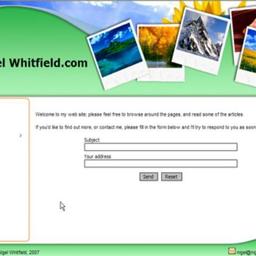 el Whitfield.com
Welcome to my web site; please feel free to browse around the pages, and read some of the articles.
If you'd like to find out more, or contact me, please fill in the form below and I'll try to respond to you as soon
Subject
Your address
Send Reset
Nigel Whitfield, 2007